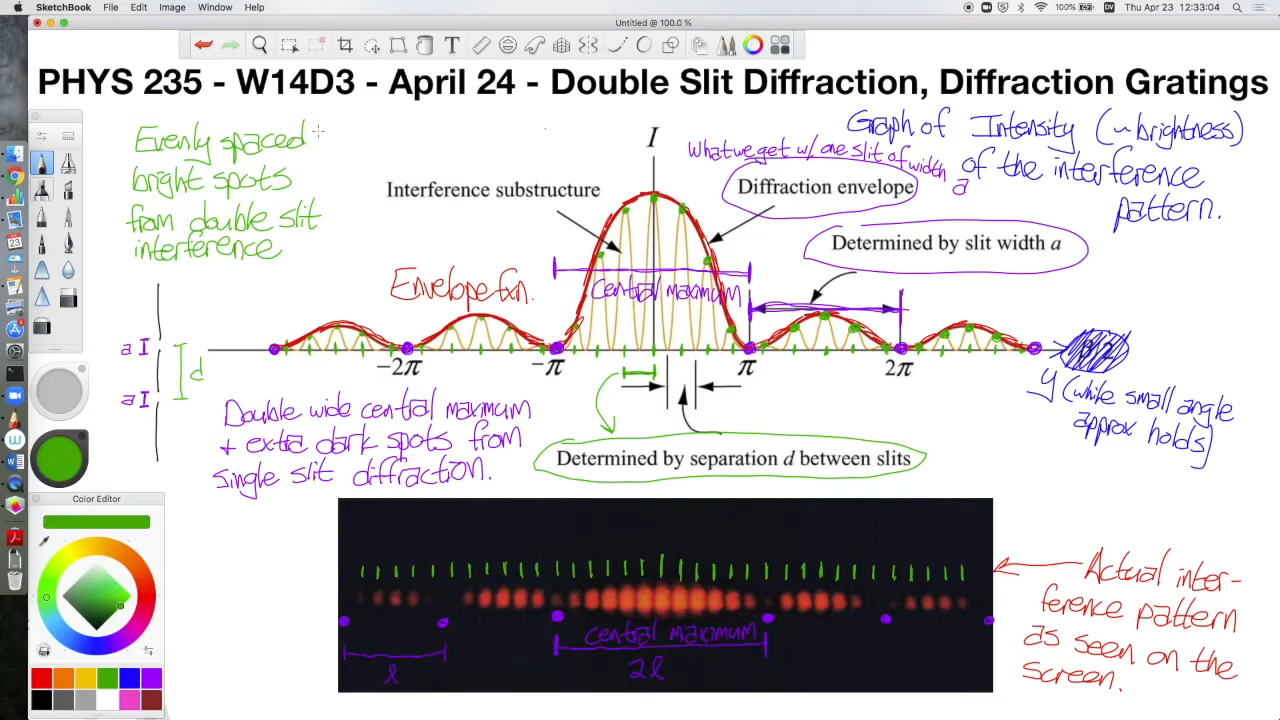 SketchBook File Edit Image Window Help
100% Thu Apr 23 12:33:04
Untitled @ 100.0 %
PHYS 235 - W14D3 - April 24 - Double Slit Diffraction, Diffraction Gratings
Evenly spaced
bright spots
from double slit
interference
I
Graph of Intensity (~brightness)
of the interference
pattern.
What we get w/ one slit of width a
Interference substructure
Diffraction envelope
Determined by slit width a
Envelope fxn.
central maximum
a I
d
a I
−2π
−π
π
2π
y (while small angle
approx holds)
Double wide central maximum
+ extra dark spots from
single slit diffraction.
Determined by separation d between slits
Color Editor
central maximum
l
2l
Actual inter-
ference pattern
as seen on the
screen.